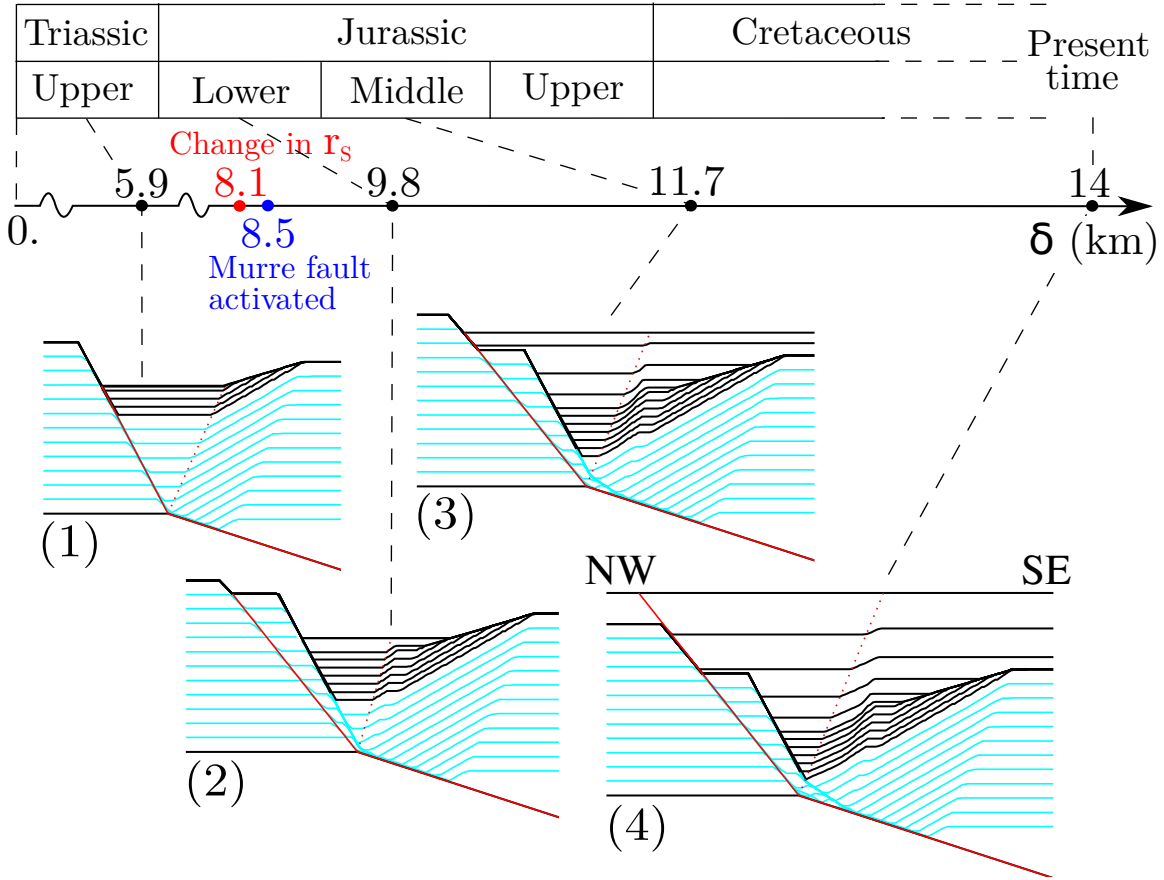 Triassic Jurassic Cretaceous Present
time
Upper Lower Middle Upper
Change in rs
5.9 8.1 9.8 11.7 14
0. 8.5 δ (km)
Murre fault
activated
(1) (3)
NW SE
(2) (4)